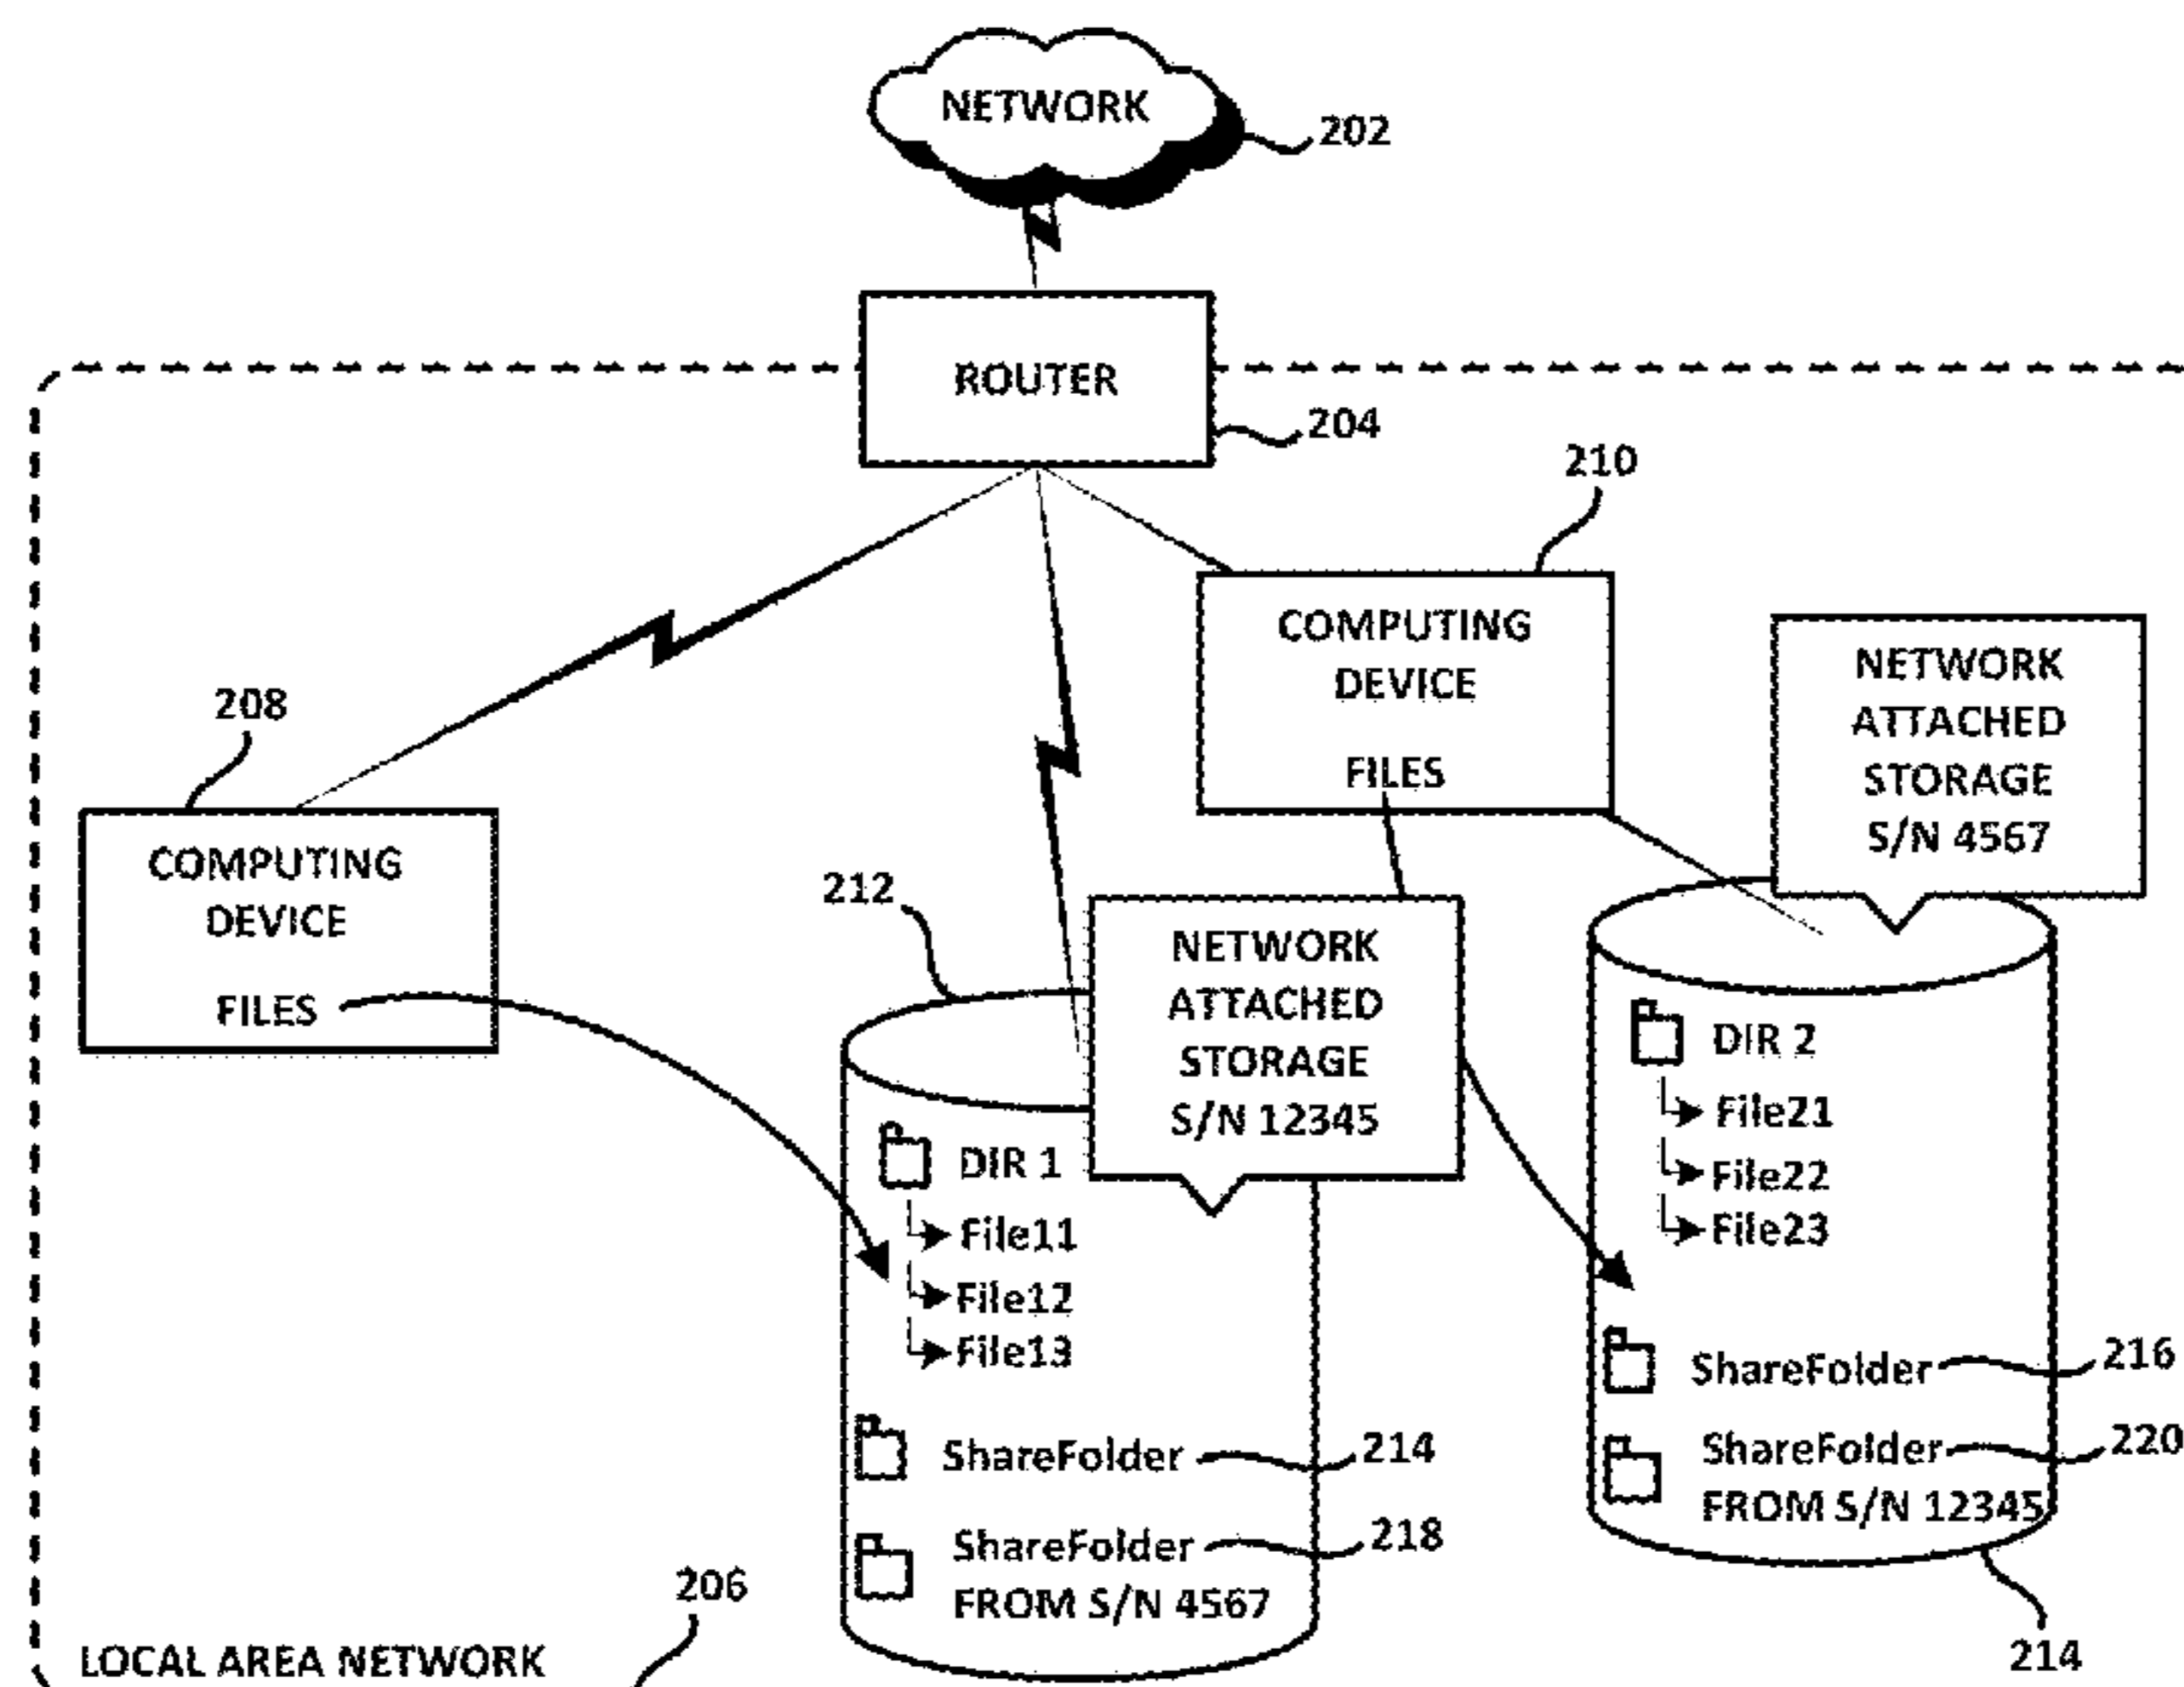 NETWORK
202
ROUTER
204
210
COMPUTING
DEVICE
FILES
NETWORK
ATTACHED
STORAGE
S/N 4567
208
COMPUTING
DEVICE
FILES
212
NETWORK
ATTACHED
STORAGE
S/N 12345
DIR 1
File11
File12
File13
ShareFolder
214
ShareFolder
218
FROM S/N 4567
DIR 2
File21
File22
File23
ShareFolder
216
ShareFolder
220
FROM S/N 12345
214
206
LOCAL AREA NETWORK